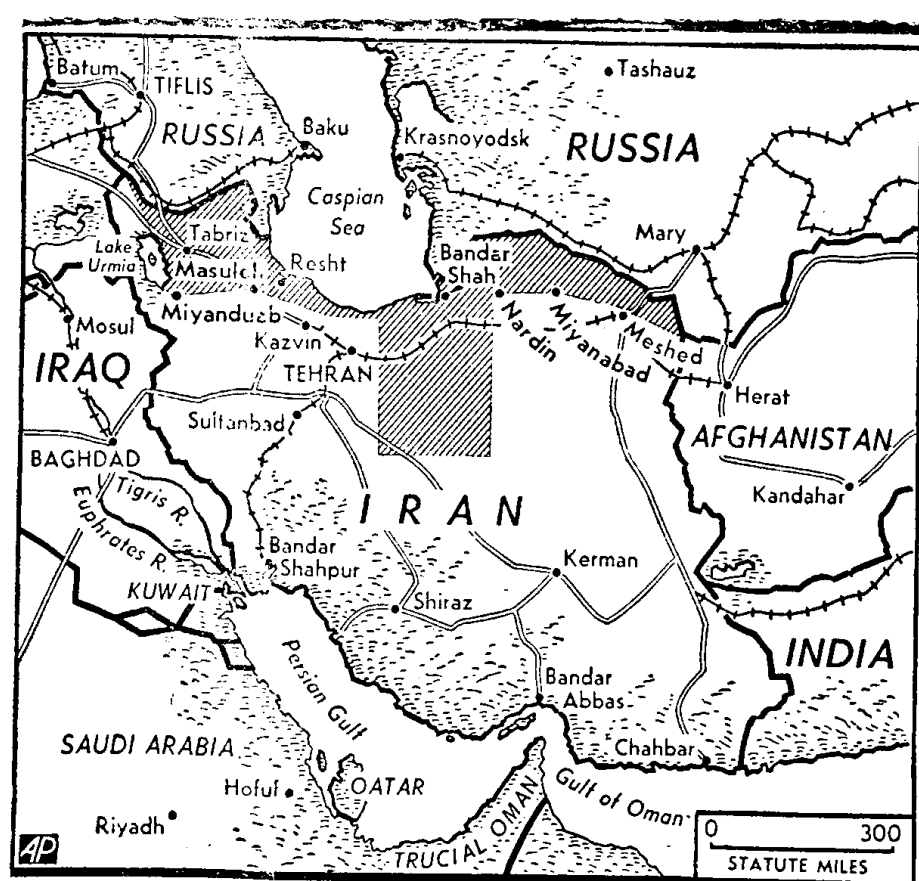 Batum
TIFLIS
RUSSIA
Baku
Krasnoyodsk
Tashauz
RUSSIA
Caspian
Sea
Mary
Lake
Urmia
Tabriz
Resht
Bandar
Shah
Miyanduab
Kazvin
TEHRAN
Nardin
Miyanabad
Meshed
Herat
Mosul
IRAQ
Sultanbad
BAGHDAD
AFGHANISTAN
Kandahar
Tigris R.
Euphrates R.
IRAN
Bandar
Shahpur
KUWAIT
Shiraz
Kerman
INDIA
Persian Gulf
Bandar
Abbas
Chahbar
SAUDI ARABIA
Hofuf
QATAR
Riyadh
TRUCIAL OMAN
Gulf of Oman
AP
0 300
STATUTE MILES